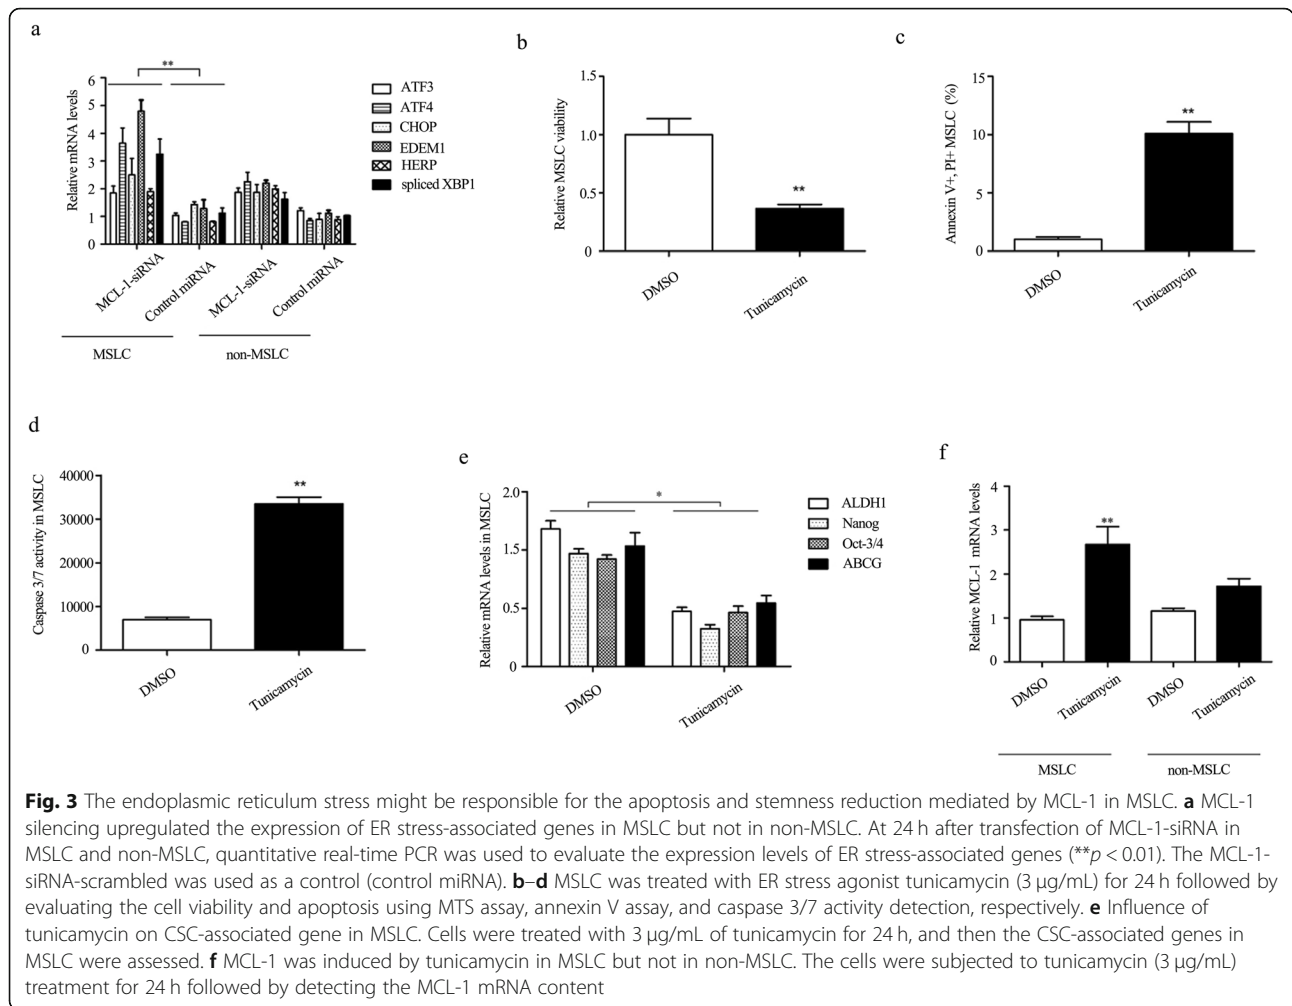 a
**
Relative mRNA levels
6
5
4
3
2
1
0
ATF3
ATF4
CHOP
EDEM1
HERP
spliced XBP1
MCL-1-siRNA
Control miRNA
MCL-1-siRNA
Control miRNA
MSLC
non-MSLC
b
Relative MSLC viability
1.5
1.0
0.5
0
**
DMSO
Tunicamycin
c
Annexin V+, PI+ MSLC (%)
15
10
5
0
**
DMSO
Tunicamycin
d
Caspase 3/7 activity in MSLC
40000
30000
20000
10000
0
**
DMSO
Tunicamycin
e
Relative mRNA levels in MSLC
2.0
1.5
0.5
0
*
ALDH1
Nanog
Oct-3/4
ABCG
DMSO
Tunicamycin
f
Relative MCL-1 mRNA levels
4
3
2
1
0
**
DMSO
Tunicamycin
DMSO
Tunicamycin
MSLC
non-MSLC
Fig. 3 The endoplasmic reticulum stress might be responsible for the apoptosis and stemness reduction mediated by MCL-1 in MSLC. a MCL-1
silencing upregulated the expression of ER stress-associated genes in MSLC but not in non-MSLC. At 24 h after transfection of MCL-1-siRNA in
MSLC and non-MSLC, quantitative real-time PCR was used to evaluate the expression levels of ER stress-associated genes (**p < 0.01). The MCL-1-
siRNA-scrambled was used as a control (control miRNA). b–d MSLC was treated with ER stress agonist tunicamycin (3 μg/mL) for 24 h followed by
evaluating the cell viability and apoptosis using MTS assay, annexin V assay, and caspase 3/7 activity detection, respectively. e Influence of
tunicamycin on CSC-associated gene in MSLC. Cells were treated with 3 μg/mL of tunicamycin for 24 h, and then the CSC-associated genes in
MSLC were assessed. f MCL-1 was induced by tunicamycin in MSLC but not in non-MSLC. The cells were subjected to tunicamycin (3 μg/mL)
treatment for 24 h followed by detecting the MCL-1 mRNA content